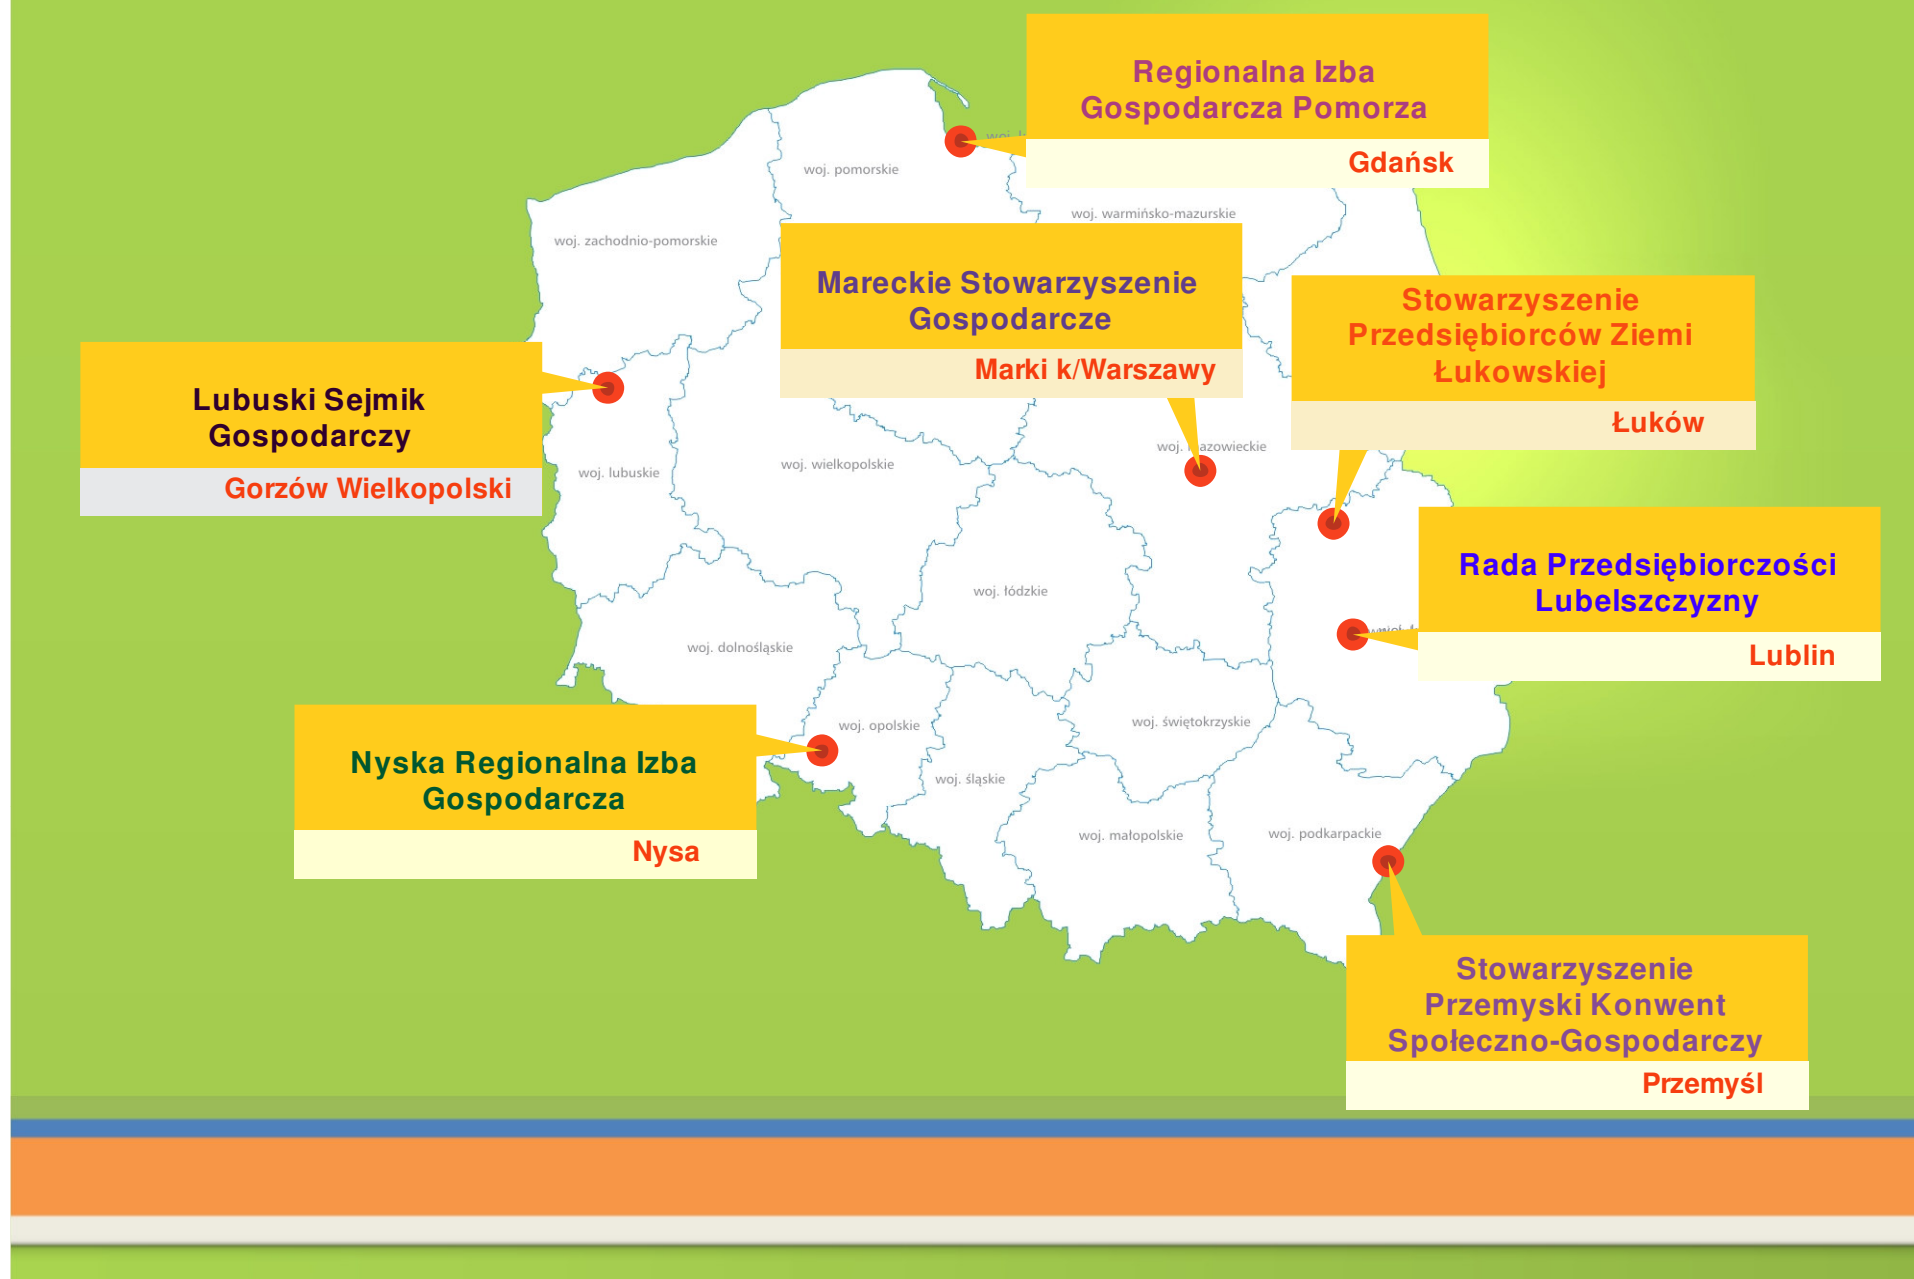 Regionalna Izba
Gospodarcza Pomorza
Gdańsk
woj. pomorskie
woj. warmińsko-mazurskie
woj. zachodnio-pomorskie
Mareckie Stowarzyszenie
Gospodarcze
Marki k/Warszawy
Stowarzyszenie
Przedsiębiorców Ziemi
Łukowskiej
Łuków
Lubuski Sejmik
Gospodarczy
Gorzów Wielkopolski
woj. lubuskie
woj. wielkopolskie
woj. mazowieckie
Rada Przedsiębiorczości
Lubelszczyzny
Lublin
woj. łódzkie
woj. dolnośląskie
woj. opolskie
woj. świętokrzyskie
woj. śląskie
Nyska Regionalna Izba
Gospodarcza
Nysa
woj. małopolskie
woj. podkarpackie
Stowarzyszenie
Przemyski Konwent
Społeczno-Gospodarczy
Przemyśl